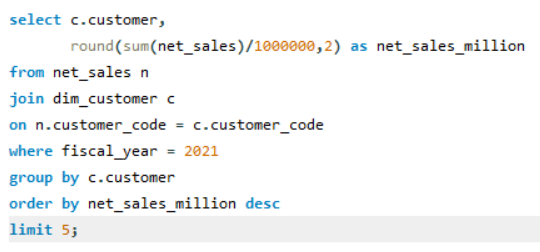 select c.customer,
round(sum(net_sales)/1000000,2) as net_sales_million
from net_sales n
join dim_customer c
on n.customer_code = c.customer_code
where fiscal_year = 2021
group by c.customer
order by net_sales_million desc
limit 5;